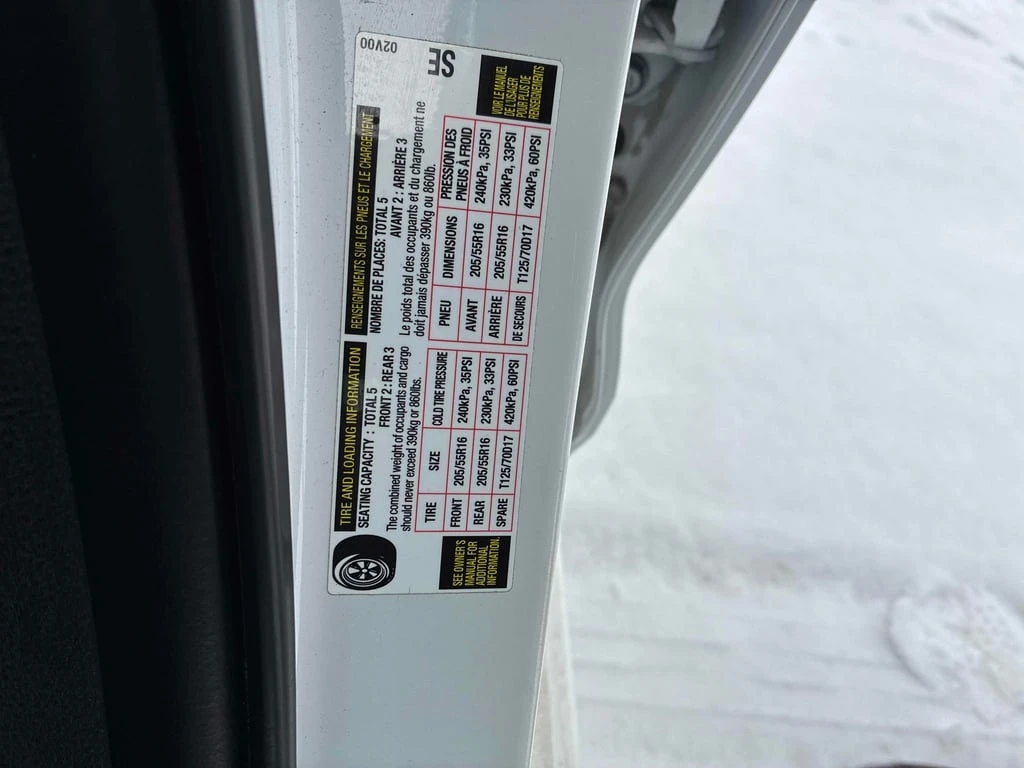 TIRE AND LOADING INFORMATION
SEATING CAPACITY : TOTAL 5
FRONT 2 : REAR 3
The combined weight of occupants and cargo
should never exceed 390kg or 860lbs.
TIRE SIZE COLD TIRE PRESSURE
FRONT 205/55R16 240kPa, 35PSI
REAR 205/55R16 230kPa, 33PSI
SPARE T125/70D17 420kPa, 60PSI
SEE OWNER'S
MANUAL FOR
ADDITIONAL
INFORMATION.
RENSEIGNEMENTS SUR LES PNEUS ET LE CHARGEMENT
NOMBRE DE PLACES: TOTAL 5
AVANT 2 : ARRIÈRE 3
Le poids total des occupants et du chargement ne
doit jamais dépasser 390kg ou 860lb.
PNEU DIMENSIONS PRESSION DES
PNEUS À FROID
AVANT 205/55R16 240kPa, 35PSI
ARRIÈRE 205/55R16 230kPa, 33PSI
DE SECOURS T125/70D17 420kPa, 60PSI
VOIR LE MANUEL
DE L'USAGER
POUR PLUS DE
RENSEIGNEMENTS
02V00
SE